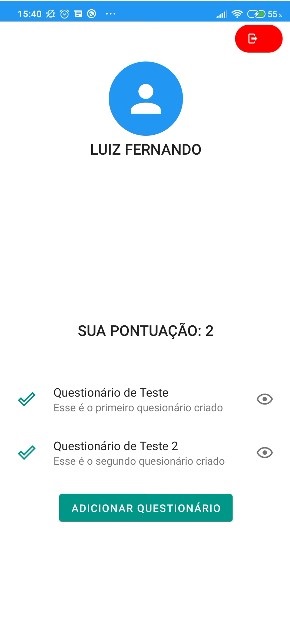 15:40 ... 55%
LUIZ FERNANDO
SUA PONTUAÇÃO: 2
Questionário de Teste
Esse é o primeiro quesionário criado
Questionário de Teste 2
Esse é o segundo quesionário criado
ADICIONAR QUESTIONÁRIO